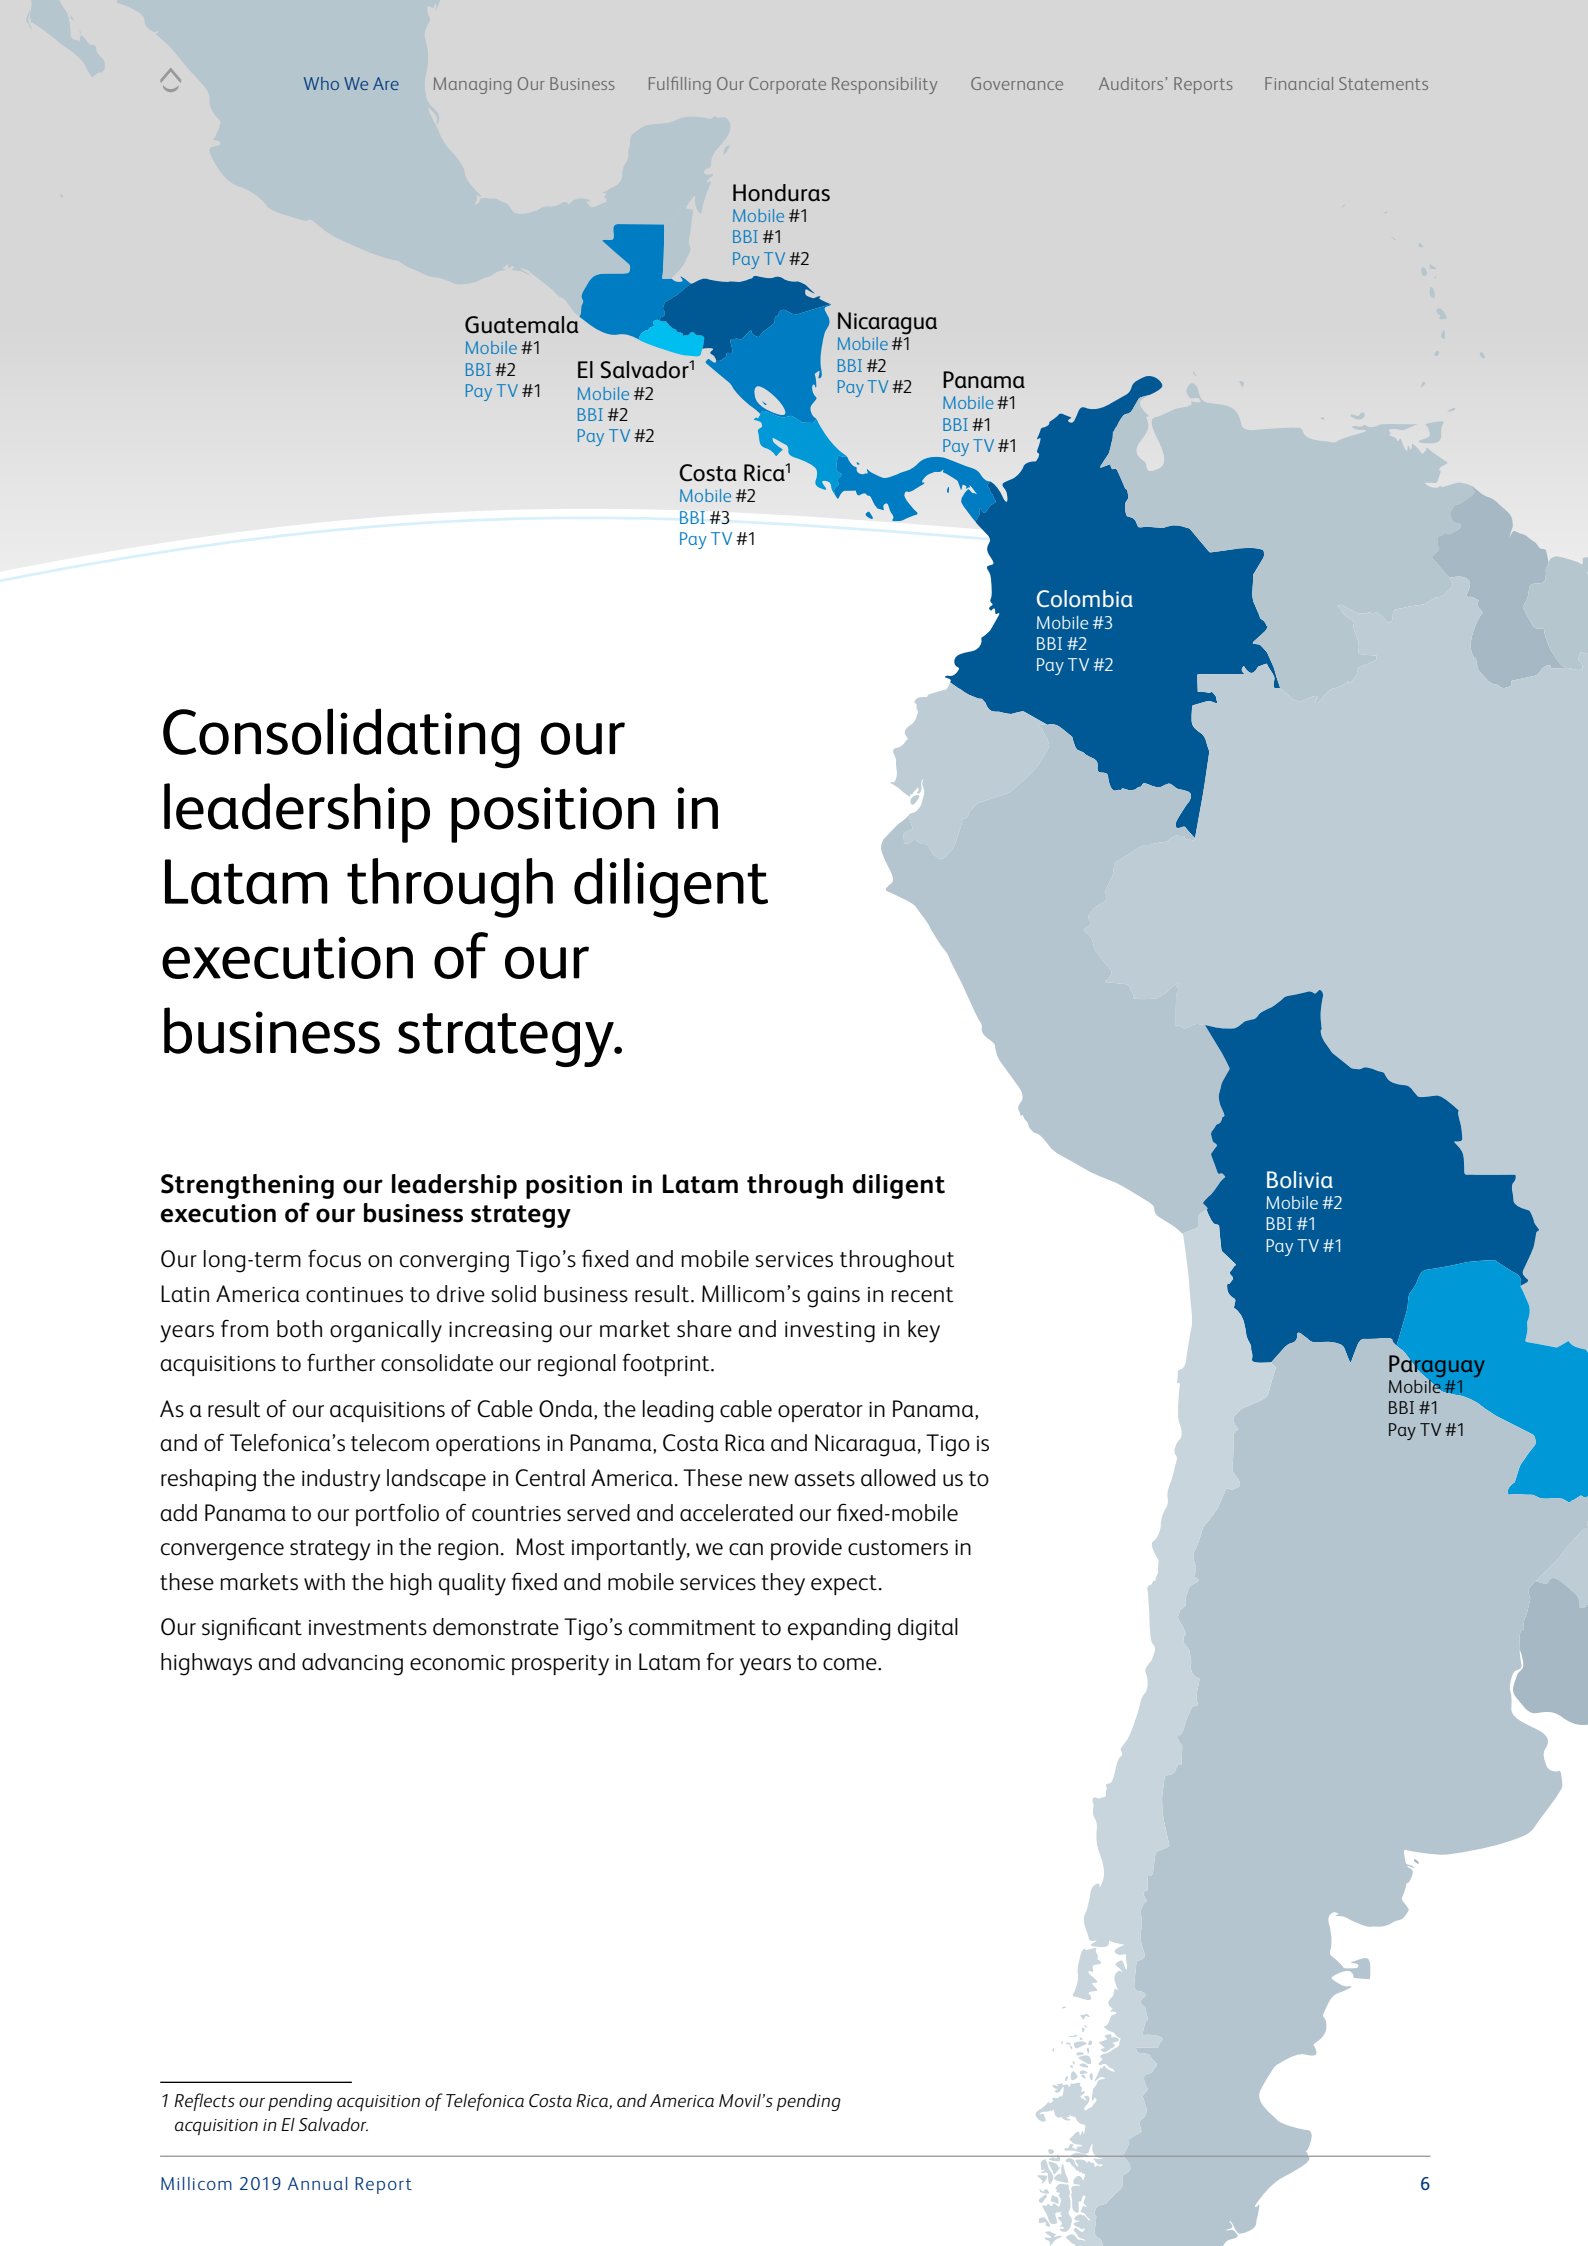 Who We Are Managing Our Business Fulfilling Our Corporate Responsibility Governance Auditors’ Reports Financial Statements
Honduras
Mobile #1
BBI #1
Pay TV #2
Guatemala
Mobile #1
BBI #2
Pay TV #1
El Salvador1
Mobile #2
BBI #2
Pay TV #2
Nicaragua
Mobile #1
BBI #2
Pay TV #2
Panama
Mobile #1
BBI #1
Pay TV #1
Costa Rica1
Mobile #2
BBI #3
Pay TV #1
Colombia
Mobile #3
BBI #2
Pay TV #2
Consolidating our
leadership position in
Latam through diligent
execution of our
business strategy.
Bolivia
Mobile #2
BBI #1
Pay TV #1
Paraguay
Mobile #1
BBI #1
Pay TV #1
Strengthening our leadership position in Latam through diligent
execution of our business strategy
Our long-term focus on converging Tigo’s fixed and mobile services throughout
Latin America continues to drive solid business result. Millicom’s gains in recent
years from both organically increasing our market share and investing in key
acquisitions to further consolidate our regional footprint.
As a result of our acquisitions of Cable Onda, the leading cable operator in Panama,
and of Telefonica’s telecom operations in Panama, Costa Rica and Nicaragua, Tigo is
reshaping the industry landscape in Central America. These new assets allowed us to
add Panama to our portfolio of countries served and accelerated our fixed-mobile
convergence strategy in the region.  Most importantly, we can provide customers in
these markets with the high quality fixed and mobile services they expect.
Our significant investments demonstrate Tigo’s commitment to expanding digital
highways and advancing economic prosperity in Latam for years to come.
1 Reflects our pending acquisition of Telefonica Costa Rica, and America Movil’s pending
acquisition in El Salvador.
Millicom 2019 Annual Report 6